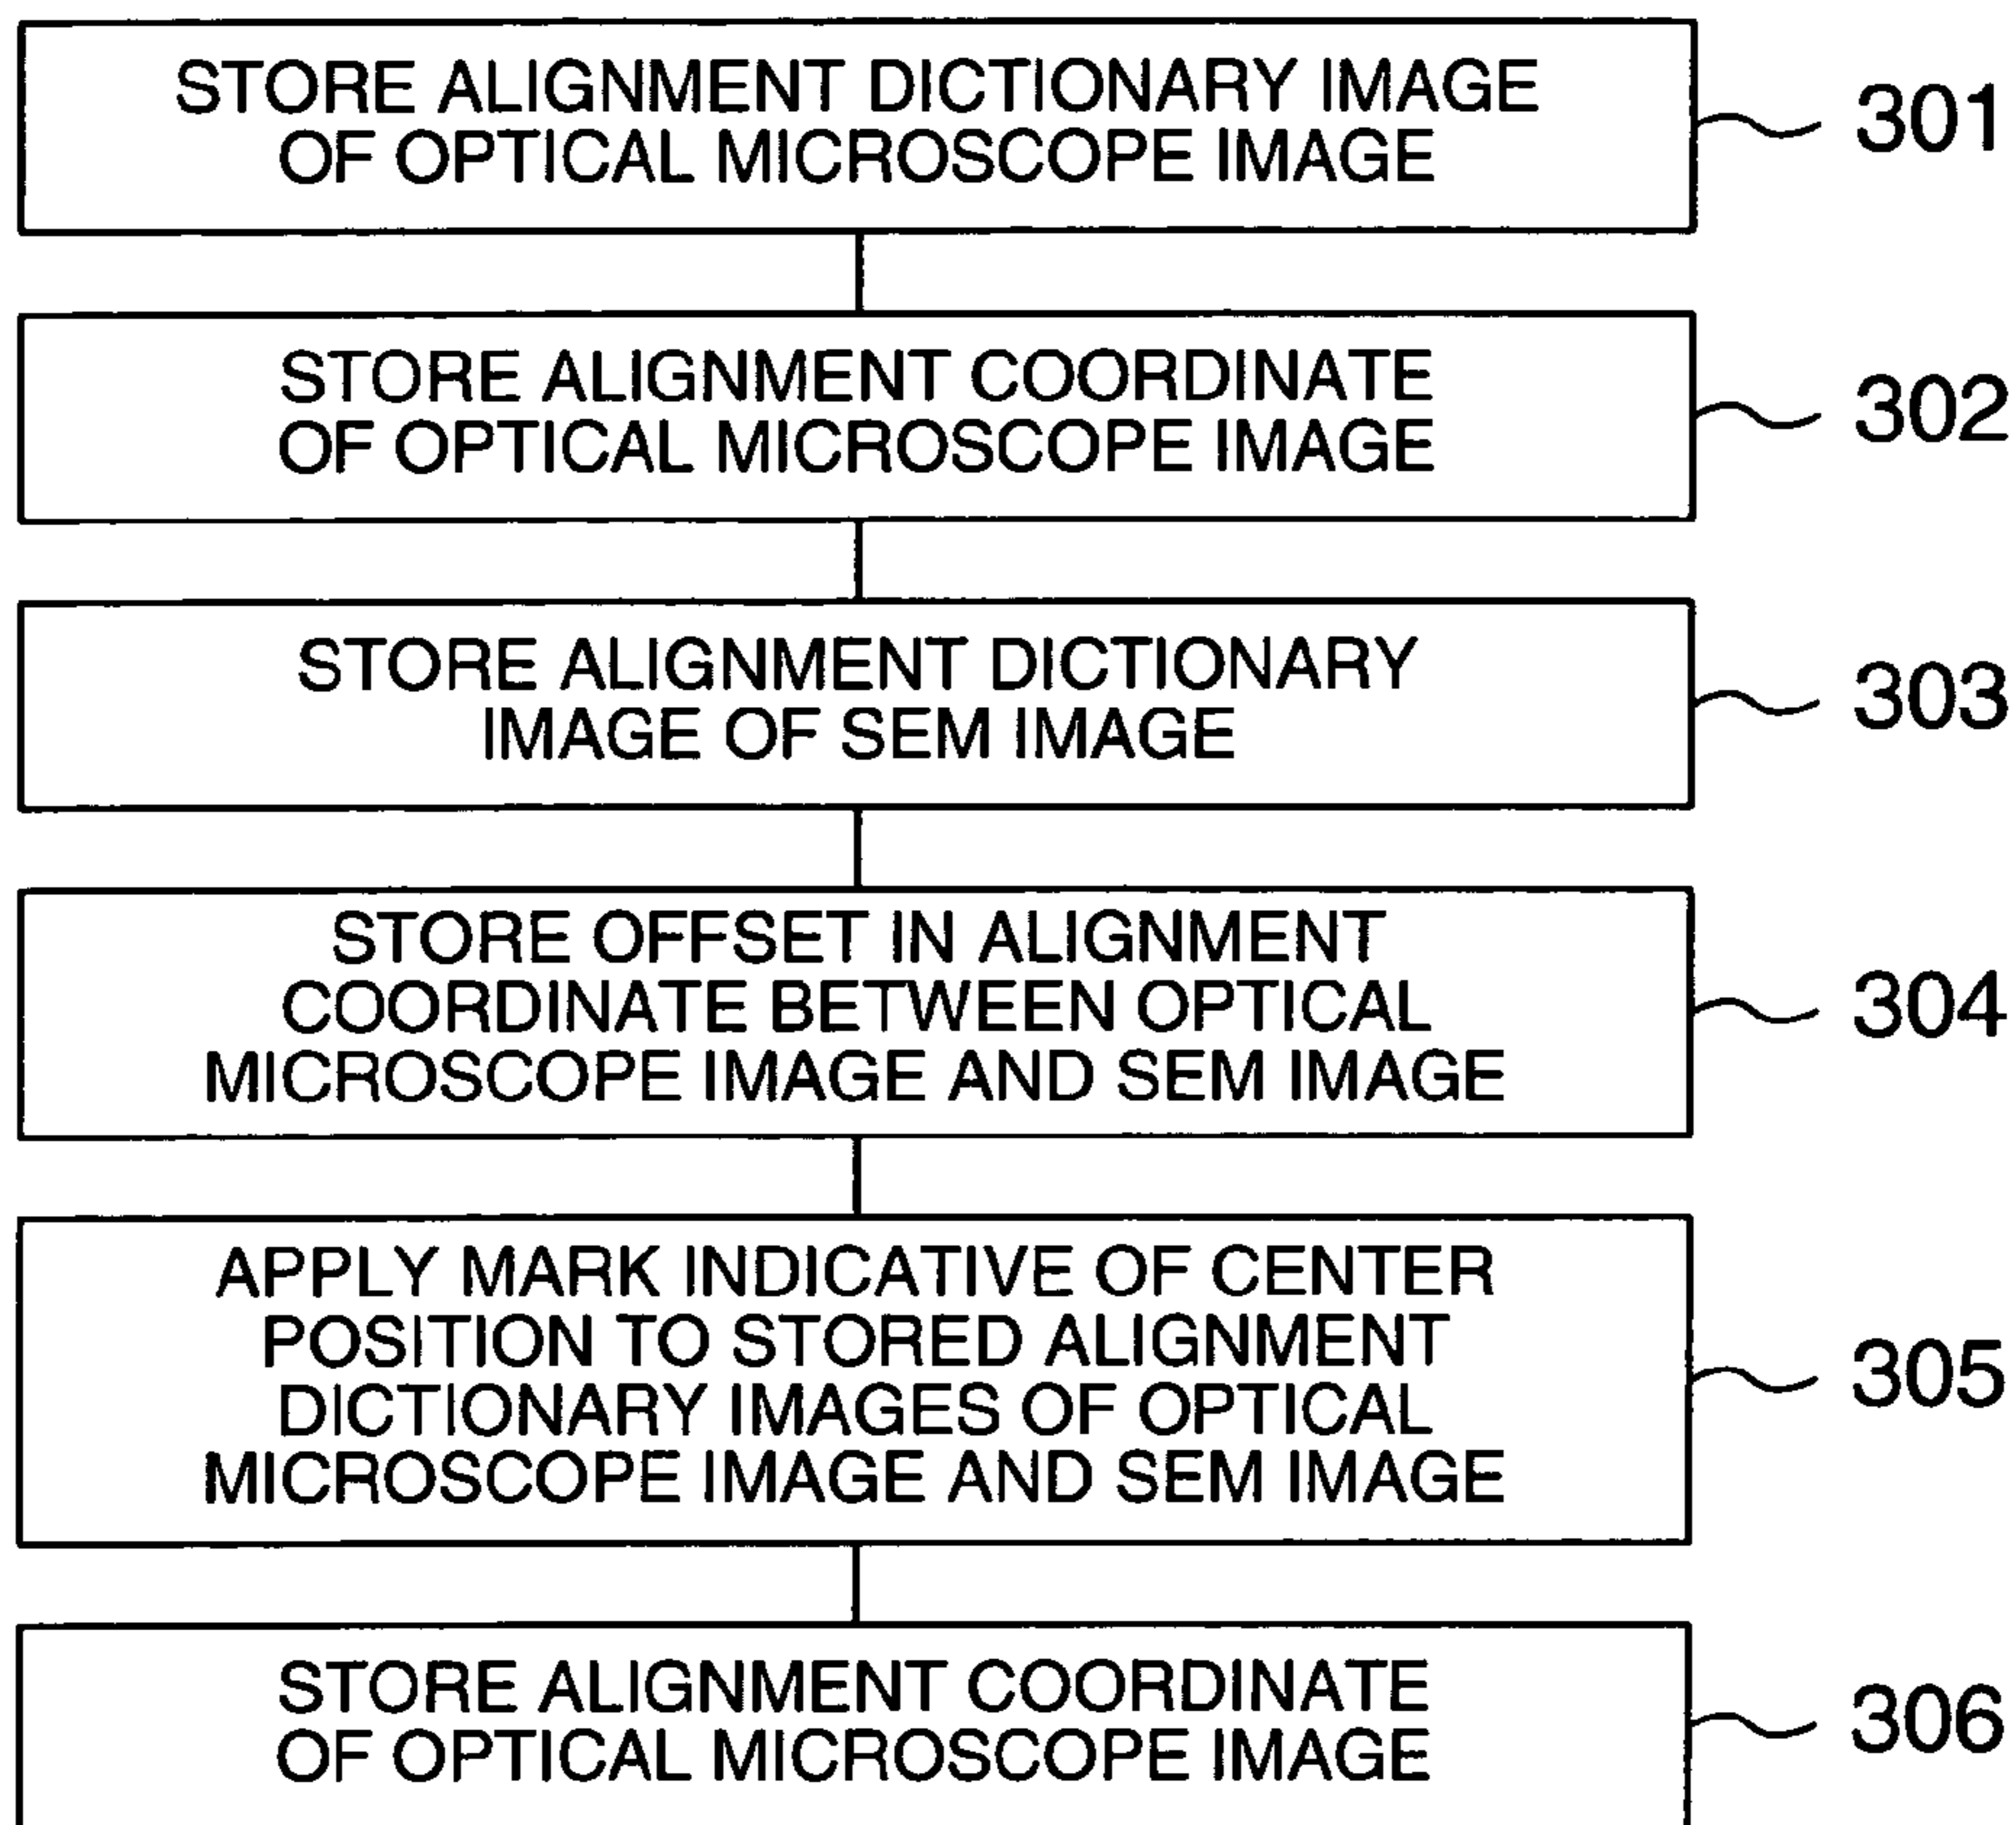 STORE ALIGNMENT DICTIONARY IMAGE
OF OPTICAL MICROSCOPE IMAGE
301
STORE ALIGNMENT COORDINATE
OF OPTICAL MICROSCOPE IMAGE
302
STORE ALIGNMENT DICTIONARY
IMAGE OF SEM IMAGE
303
STORE OFFSET IN ALIGNMENT
COORDINATE BETWEEN OPTICAL
MICROSCOPE IMAGE AND SEM IMAGE
304
APPLY MARK INDICATIVE OF CENTER
POSITION TO STORED ALIGNMENT
DICTIONARY IMAGES OF OPTICAL
MICROSCOPE IMAGE AND SEM IMAGE
305
STORE ALIGNMENT COORDINATE
OF OPTICAL MICROSCOPE IMAGE
306